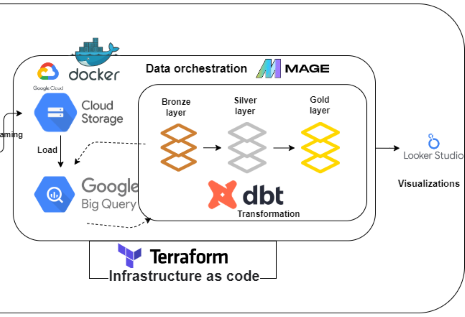 docker
Data orchestration
MAGE
Google Cloud
Cloud
Storage
Bronze
layer
Silver
layer
Gold
layer
aming
Load
Google
Big Query
dbt
Transformation
Looker Studio
Visualizations
Terraform
Infrastructure as code